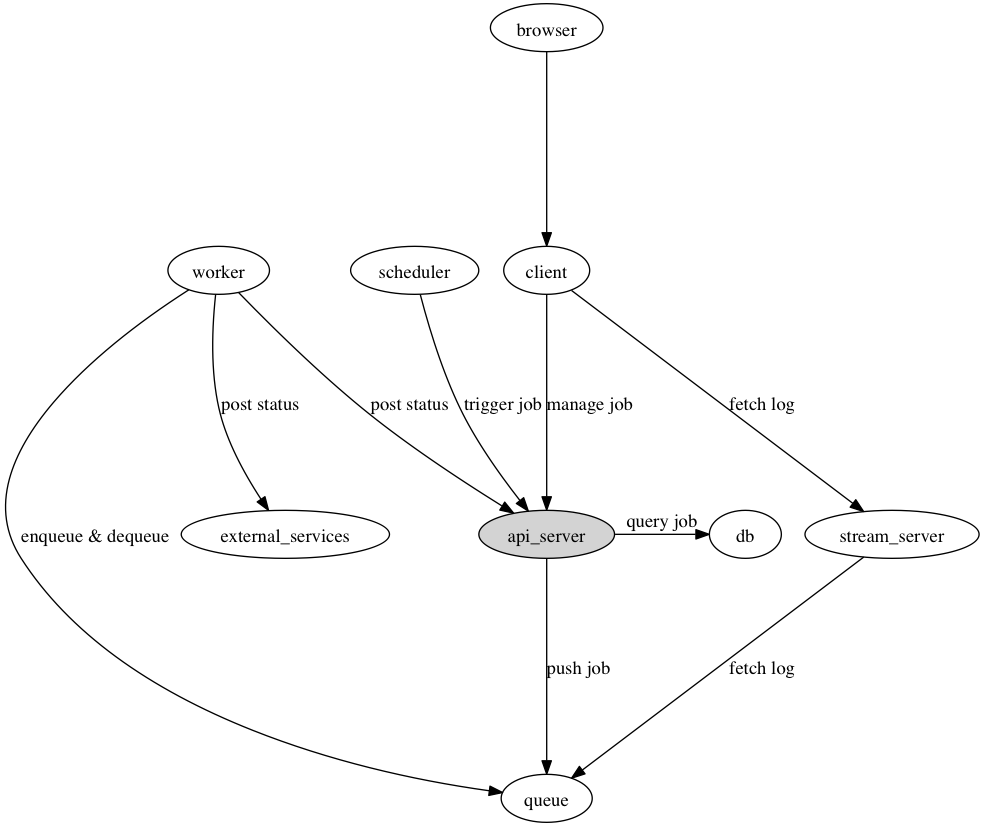 browser
worker
scheduler
client
post status
post status
trigger job
manage job
fetch log
enqueue & dequeue
external_services
api_server
query job
db
stream_server
push job
fetch log
queue